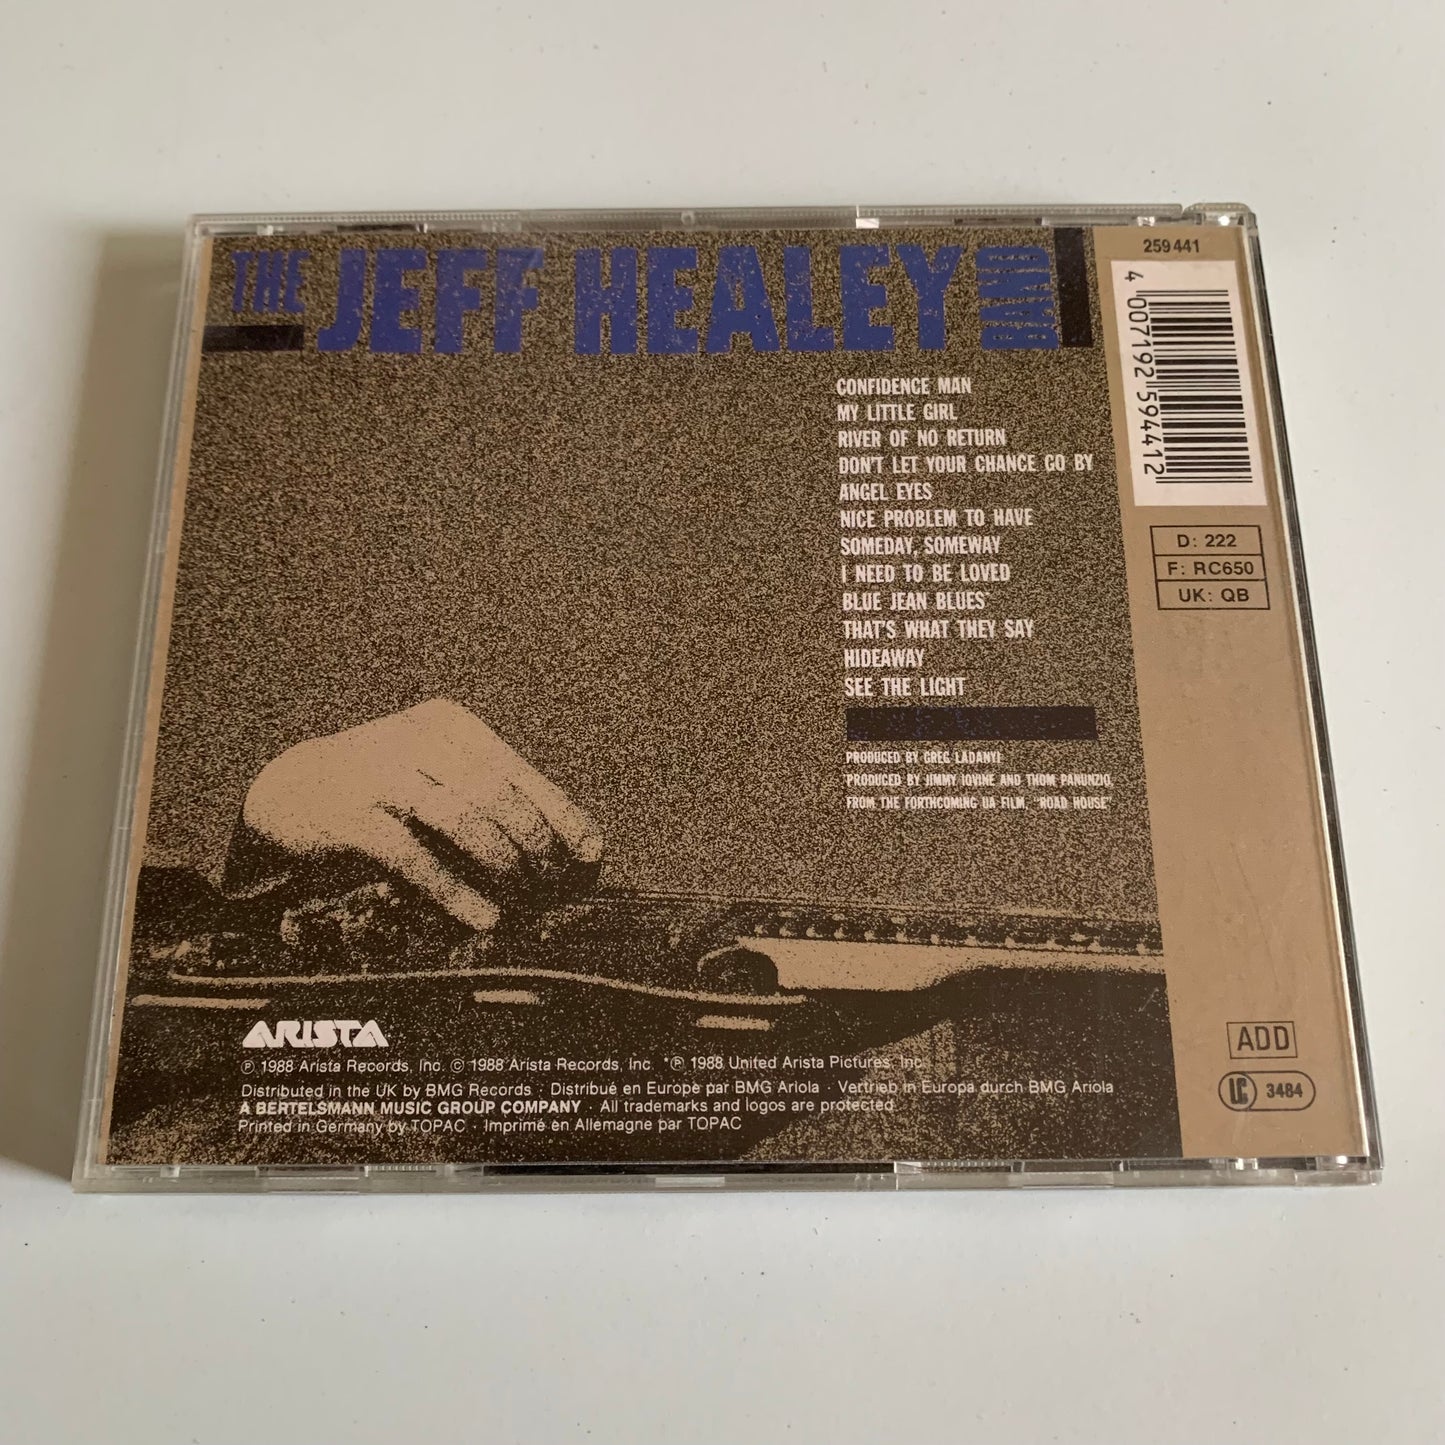 THE JEFF HEALEY BAND
CONFIDENCE MAN
MY LITTLE GIRL
RIVER OF NO RETURN
DON'T LET YOUR CHANCE GO BY
ANGEL EYES
NICE PROBLEM TO HAVE
SOMEDAY, SOMEWAY
I NEED TO BE LOVED
BLUE JEAN BLUES*
THAT'S WHAT THEY SAY
HIDEAWAY
SEE THE LIGHT
PRODUCED BY GREG LADANYI
*PRODUCED BY JIMMY IOVINE AND THOM PANUNZIO,
FROM THE FORTHCOMING UA FILM, "ROAD HOUSE"
ARISTA
℗ 1988 Arista Records, Inc. © 1988 Arista Records, Inc. *℗ 1988 United Artista Pictures, Inc.
Distributed in the UK by BMG Records · Distribué en Europe par BMG Ariola · Vertrieb in Europa durch BMG Ariola
A BERTELSMANN MUSIC GROUP COMPANY · All trademarks and logos are protected
Printed in Germany by TOPAC · Imprimé en Allemagne par TOPAC
259 441
4 007192 594412
D: 222
F: RC650
UK: QB
ADD
LC 3484